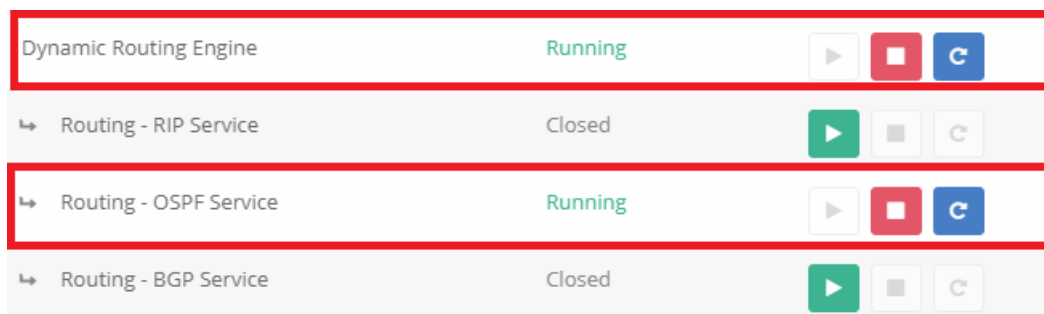 Dynamic Routing Engine Running
Routing - RIP Service Closed
Routing - OSPF Service Running
Routing - BGP Service Closed